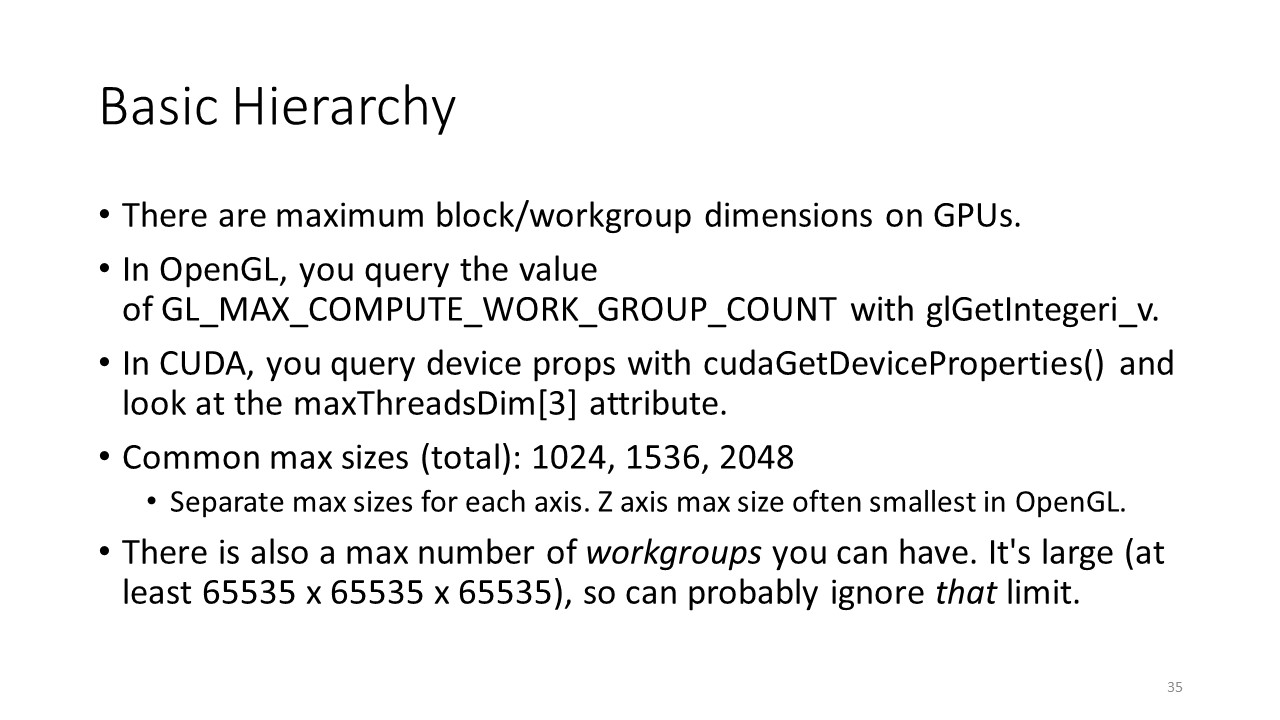 Basic Hierarchy
• There are maximum block/workgroup dimensions on GPUs.
• In OpenGL, you query the value
of GL_MAX_COMPUTE_WORK_GROUP_COUNT with glGetIntegeri_v.
• In CUDA, you query device props with cudaGetDeviceProperties() and
look at the maxThreadsDim[3] attribute.
• Common max sizes (total): 1024, 1536, 2048
• Separate max sizes for each axis. Z axis max size often smallest in OpenGL.
• There is also a max number of workgroups you can have. It's large (at
least 65535 x 65535 x 65535), so can probably ignore that limit.
35